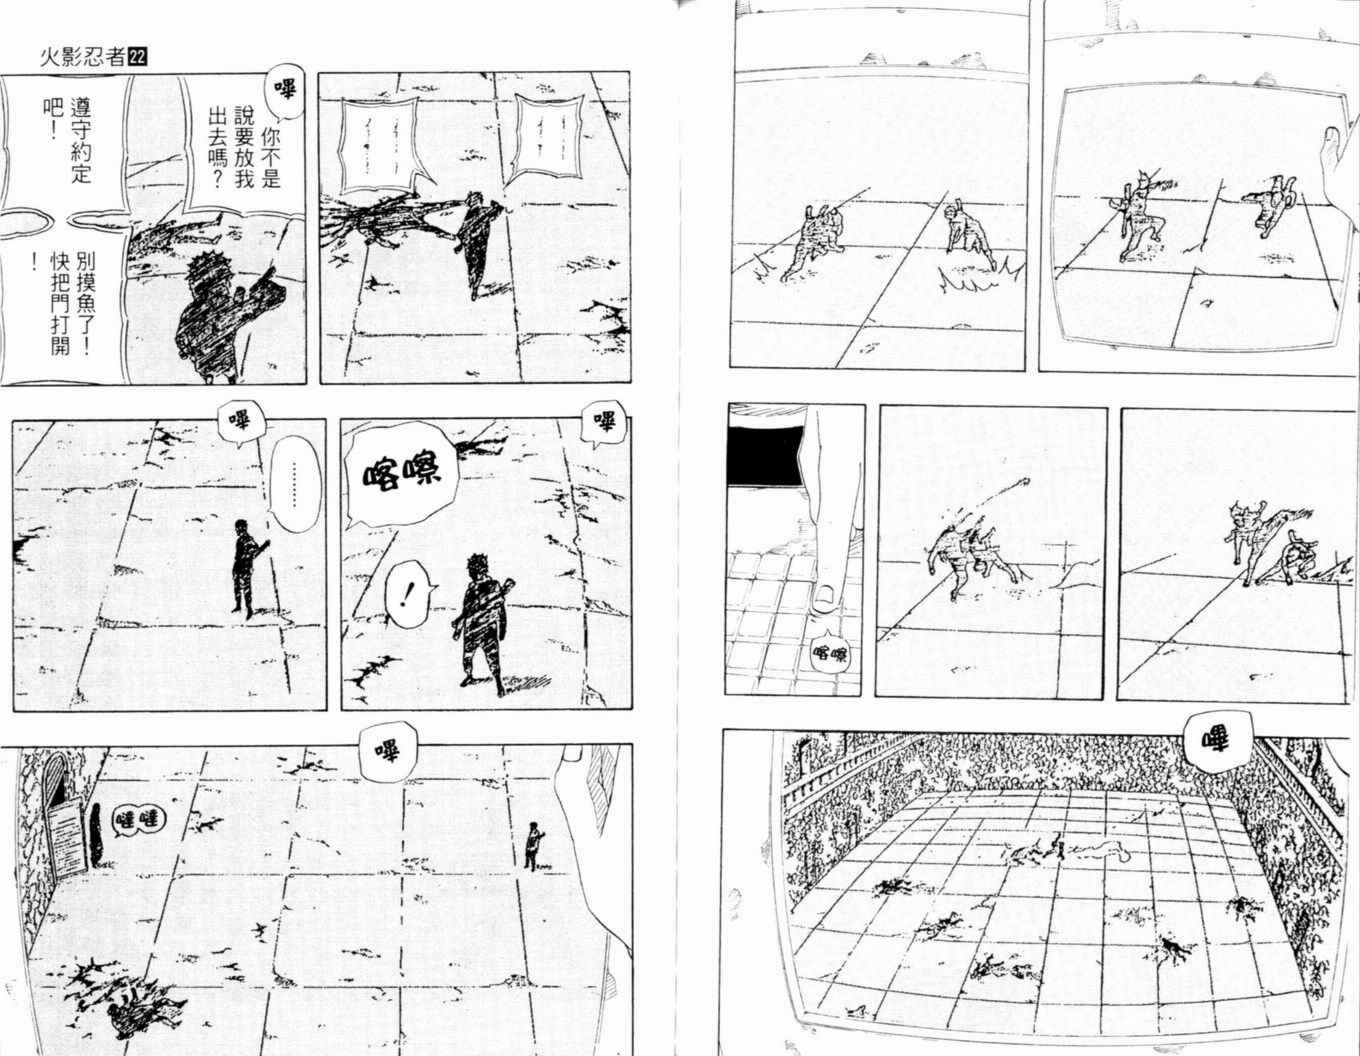 喀嚓
嗶
火影忍者22
嗶
你不是
說要放我
出去嗎？
遵守約定
吧！
別摸魚了！
快把門打開
！
嗶
喀嚓
！
嗶
………
嗶
噠噠